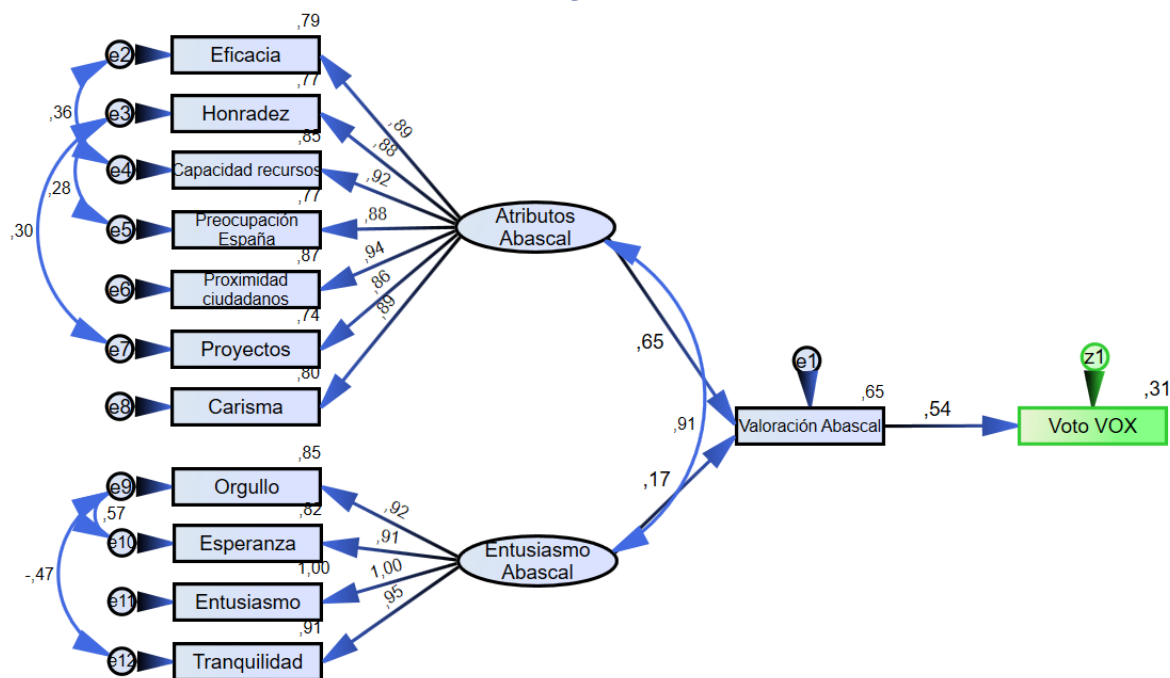 ,79
e2
Eficacia
,77
,36
e3
Honradez
,89
,88
,85
e4
Capacidad recursos
,92
,77
,28
,30
e5
Preocupación
España
,88
Atributos
Abascal
,87
,94
e6
Proximidad
ciudadanos
,86
,74
,89
e7
Proyectos
,80
e8
Carisma
,65
e1
,65
z1
,31
Valoración Abascal
,54
Voto VOX
,91
,17
,85
e9
Orgullo
,82
,57
,92
e10
Esperanza
,91
Entusiasmo
Abascal
-,47
1,00
1,00
e11
Entusiasmo
,95
,91
e12
Tranquilidad